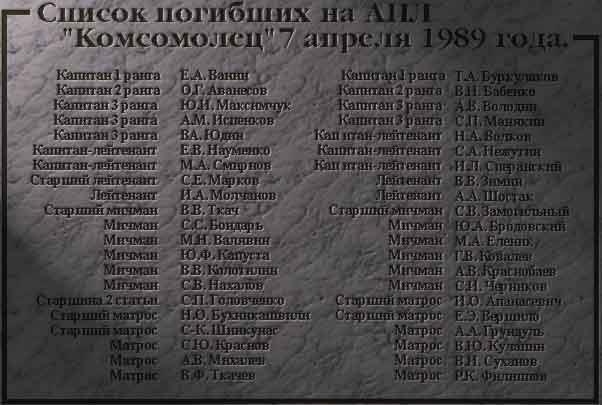 Список погибших на АПЛ
"Комсомолец" 7 апреля 1989 года.
Капитан 1 ранга Е.А. Ванин Капитан 1 ранга Т.А. Буркулаков
Капитан 2 ранга О.Г. Аванесов Капитан 2 ранга В.И. Бабенко
Капитан 3 ранга Ю.И. Максимчук Капитан 3 ранга А.В. Володин
Капитан 3 ранга А.М. Испенков Капитан 3 ранга С.П. Манякин
Капитан 3 ранга В.А. Юдин Кап итан-лейтенант Н.А. Волков
Капитан-лейтенант Е.В. Науменко Капитан-лейтенант С.А. Нежутин
Капитан-лейтенант М.А. Смирнов Кап итан-лейтенант И.Л. Сперанский
Старший лейтенант С.Е. Марков Лейтенант В.В. Зимин
Лейтенант И.А. Молчанов Лейтенант А.А. Шостак
Старший мичман В.В. Ткач Старший мичман С.В. Замогильный
Мичман С.С. Бондарь Мичман Ю.А. Бродовский
Мичман М.Н. Валявин Мичман М.А. Еленик
Мичман Ю.Ф. Капуста Мичман Г.В. Ковалев
Мичман В.В. Колотилин Мичман А.В. Краснобаев
Мичман С.В. Нахалов Мичман С.И. Черников
Старшина 2 статьи С.П. Головченко Старший матрос И.О. Апанасевич
Старший матрос Н.О. Бухникашвили Старший матрос Е.Э. Вершило
Старший матрос С-К. Шинкунас Матрос А.А. Грундуль
Матрос С.Ю. Краснов Матрос В.Ю. Кулапин
Матрос А.В. Михалев Матрос В.И. Суханов
Матрос В.Ф. Ткачев Матрос Р.К. Филиппов